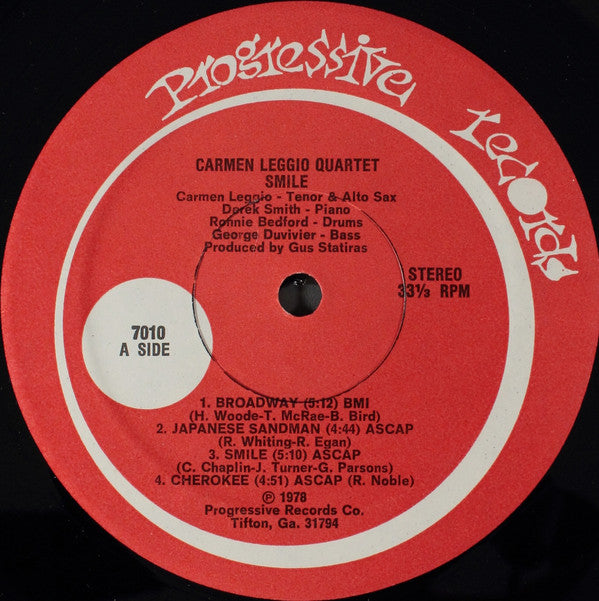 Progressive records
CARMEN LEGGIO QUARTET
SMILE
Carmen Leggio - Tenor & Alto Sax
Derek Smith - Piano
Ronnie Bedford - Drums
George Duvivier - Bass
Produced by Gus Statiras
STEREO
33⅓ RPM
7010
A SIDE
1. BROADWAY (5:12) BMI
(H. Woode-T. McRae-B. Bird)
2. JAPANESE SANDMAN (4:44) ASCAP
(R. Whiting-R. Egan)
3. SMILE (5:10) ASCAP
(C. Chaplin-J. Turner-G. Parsons)
4. CHEROKEE (4:51) ASCAP (R. Noble)
℗ 1978
Progressive Records Co.
Tifton, Ga. 31794